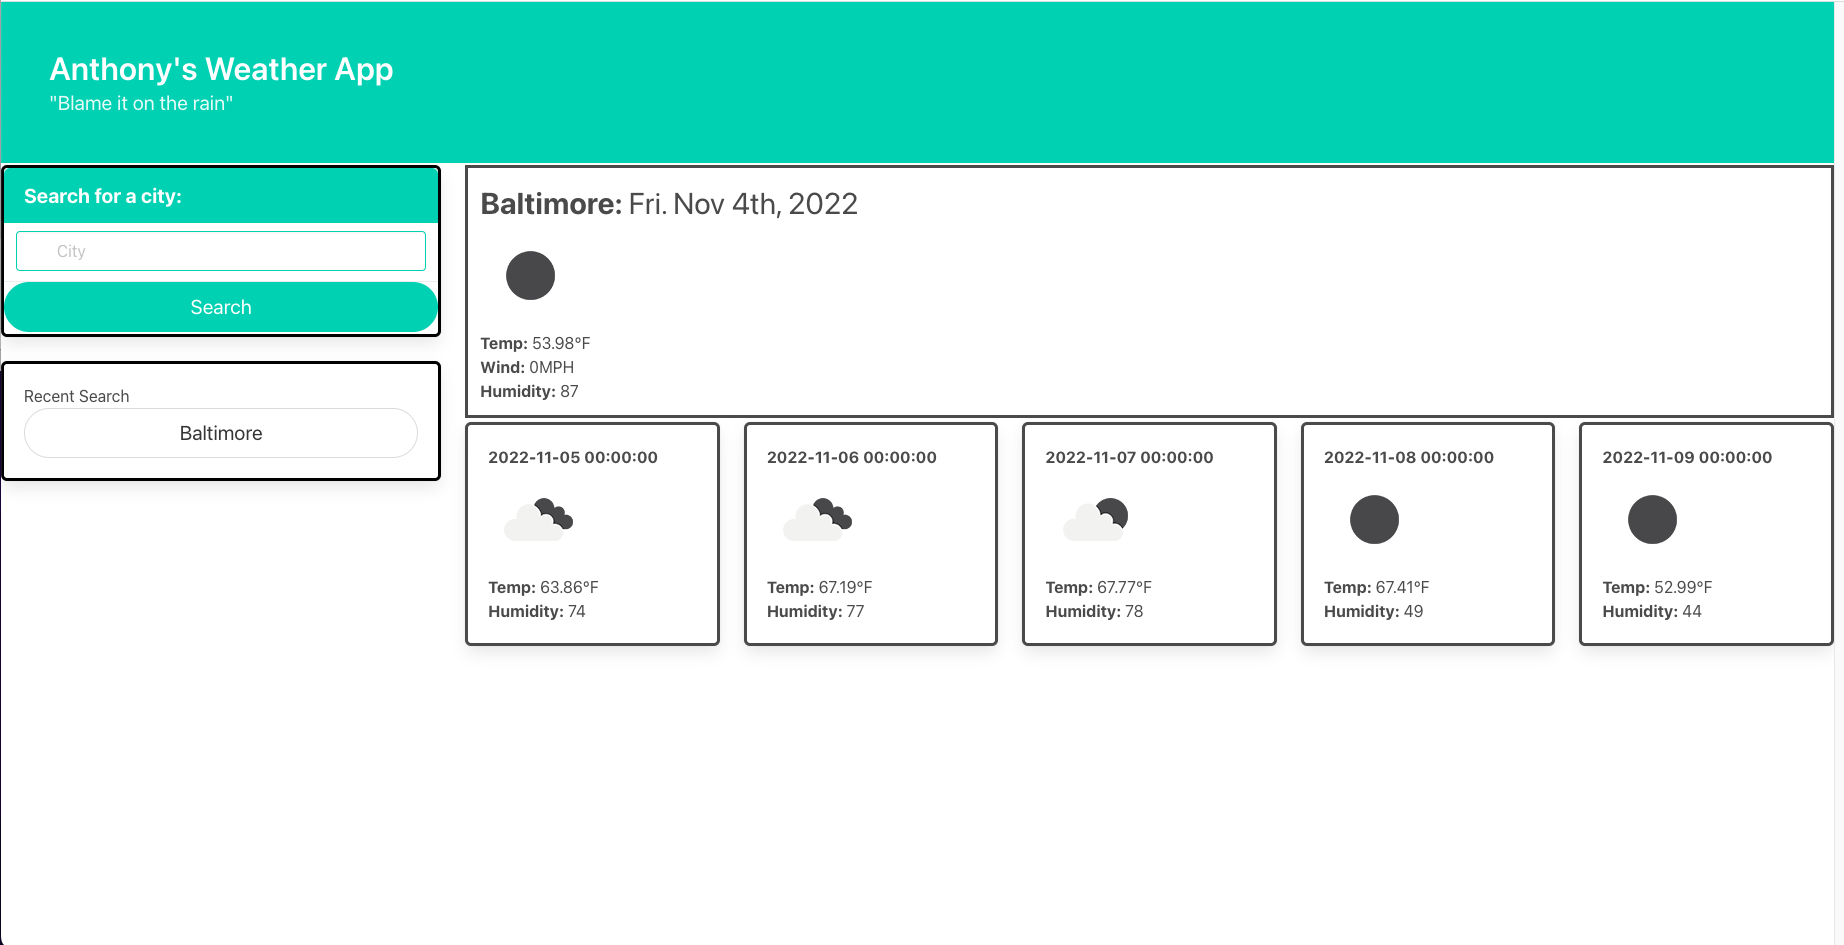 Anthony's Weather App
"Blame it on the rain"
Search for a city:
City
Search
Recent Search
Baltimore
Baltimore: Fri. Nov 4th, 2022
Temp: 53.98°F
Wind: 0MPH
Humidity: 87
2022-11-05 00:00:00
Temp: 63.86°F
Humidity: 74
2022-11-06 00:00:00
Temp: 67.19°F
Humidity: 77
2022-11-07 00:00:00
Temp: 67.77°F
Humidity: 78
2022-11-08 00:00:00
Temp: 67.41°F
Humidity: 49
2022-11-09 00:00:00
Temp: 52.99°F
Humidity: 44